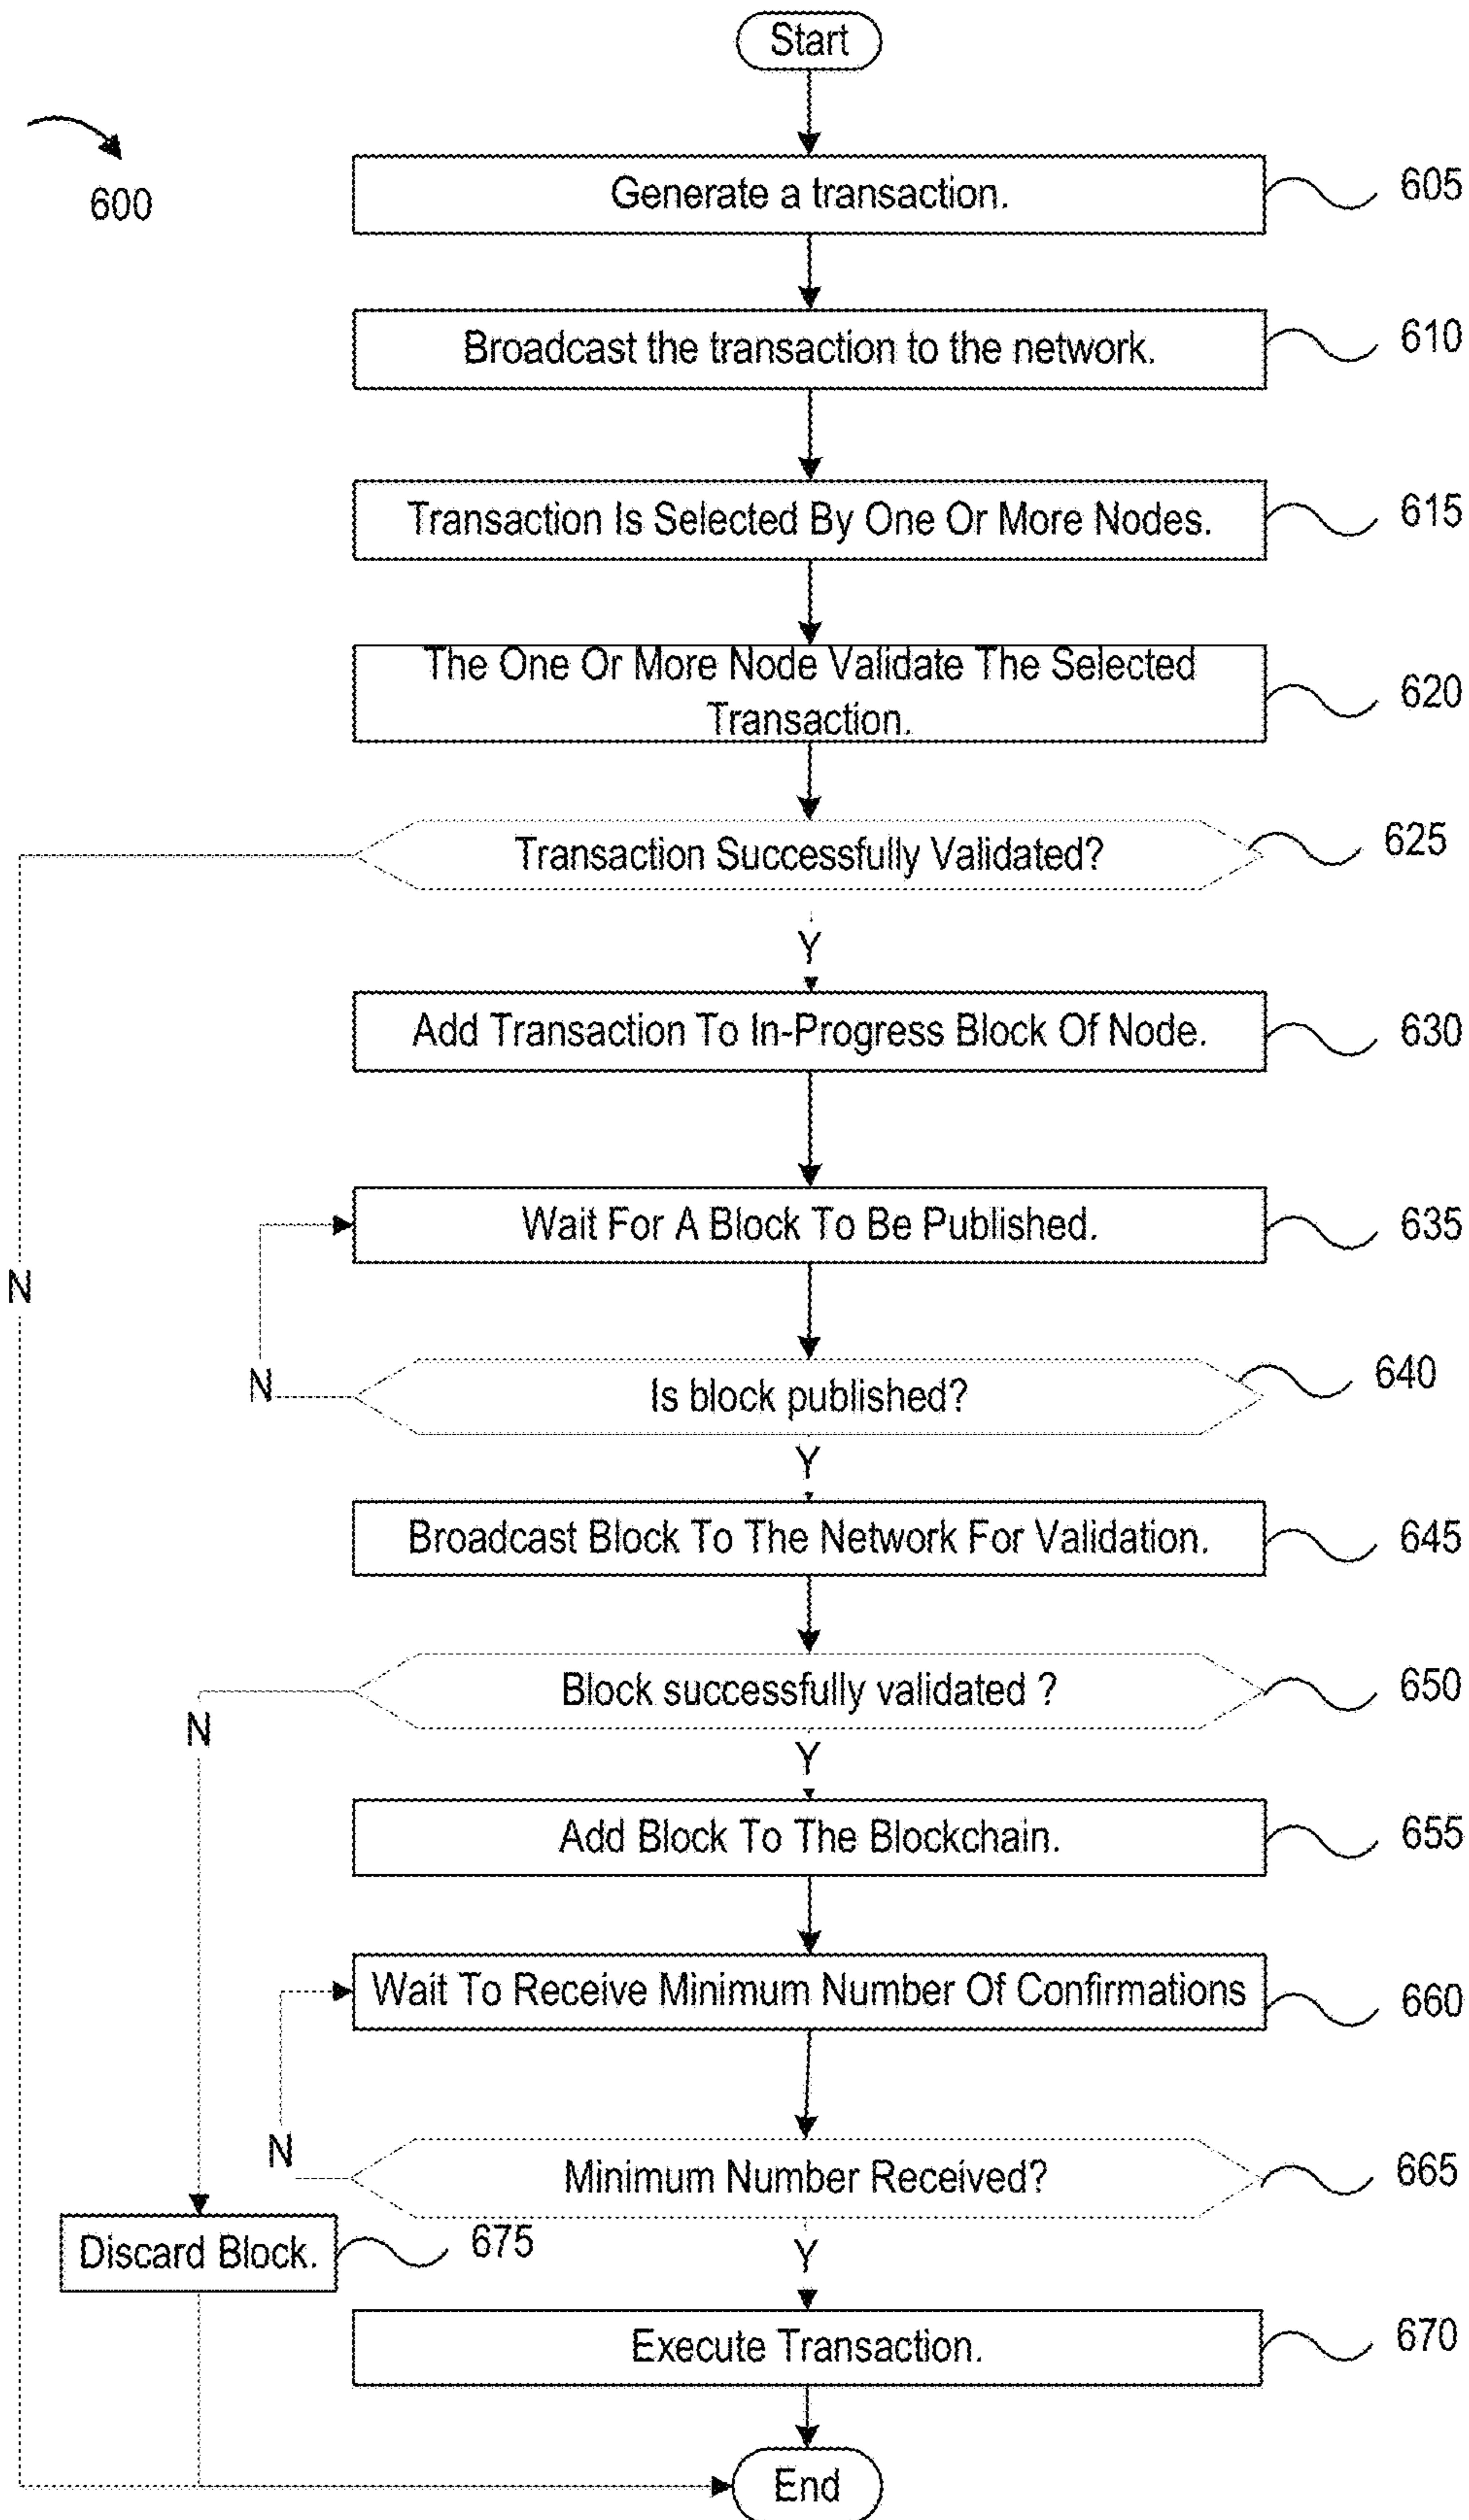 Start
600
Generate a transaction.
605
Broadcast the transaction to the network.
610
Transaction Is Selected By One Or More Nodes.
615
The One Or More Node Validate The Selected
Transaction.
620
Transaction Successfully Validated?
625
Y
Add Transaction To In-Progress Block Of Node.
630
Wait For A Block To Be Published.
635
N
Is block published?
640
N
Y
Broadcast Block To The Network For Validation.
645
Block successfully validated ?
650
N
Y
Add Block To The Blockchain.
655
Wait To Receive Minimum Number Of Confirmations
660
N
Minimum Number Received?
665
Discard Block.
675
Y
Execute Transaction.
670
End